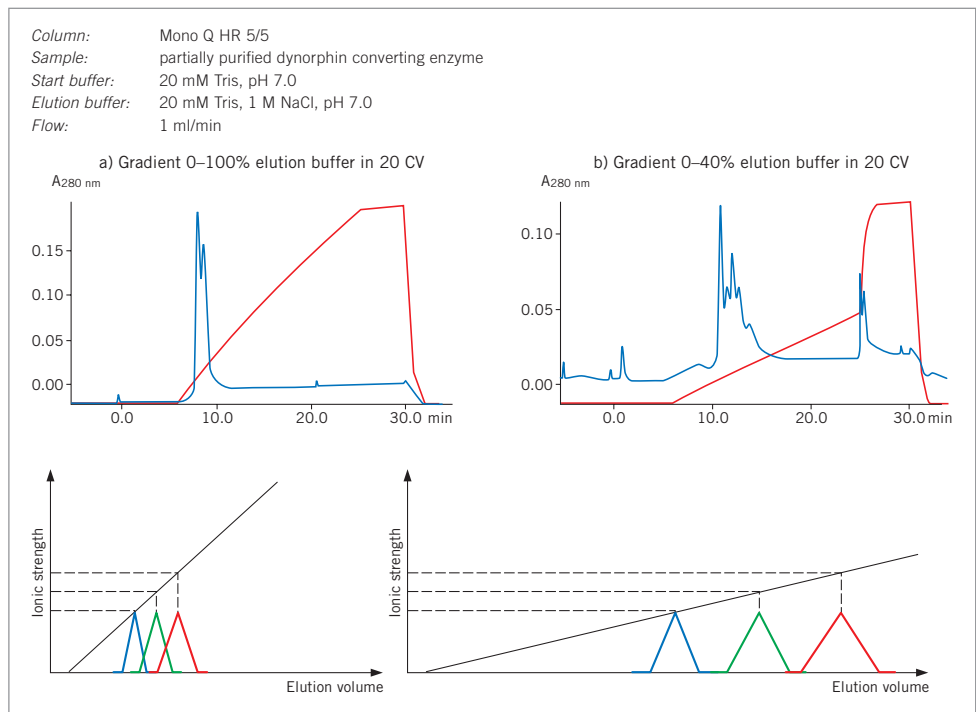 Column: Mono Q HR 5/5
Sample: partially purified dynorphin converting enzyme
Start buffer: 20 mM Tris, pH 7.0
Elution buffer: 20 mM Tris, 1 M NaCl, pH 7.0
Flow: 1 ml/min
a) Gradient 0–100% elution buffer in 20 CV
A280 nm
0.15
0.10
0.05
0.00
0.0 10.0 20.0 30.0 min
b) Gradient 0–40% elution buffer in 20 CV
A280 nm
0.10
0.05
0.00
0.0 10.0 20.0 30.0 min
Ionic strength
Elution volume
Ionic strength
Elution volume